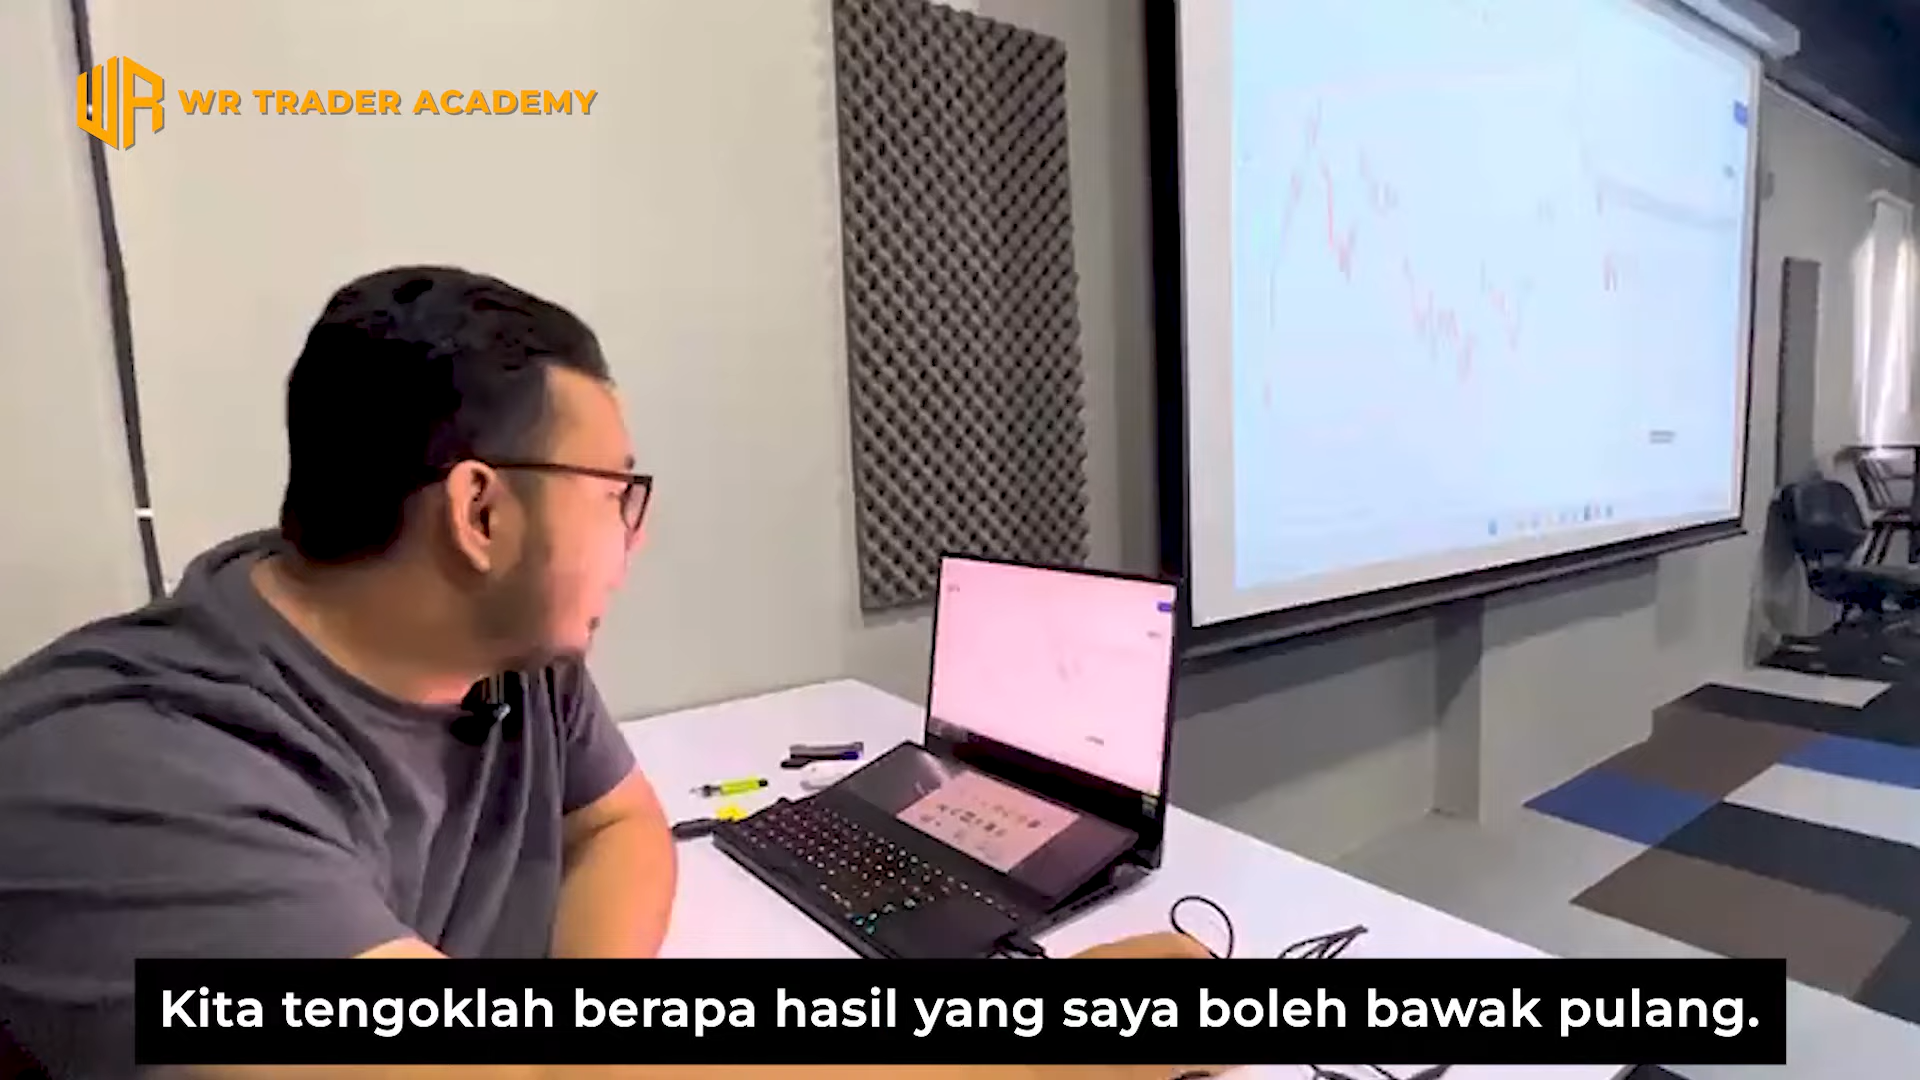 WR TRADER ACADEMY
Kita tengoklah berapa hasil yang saya boleh bawak pulang.